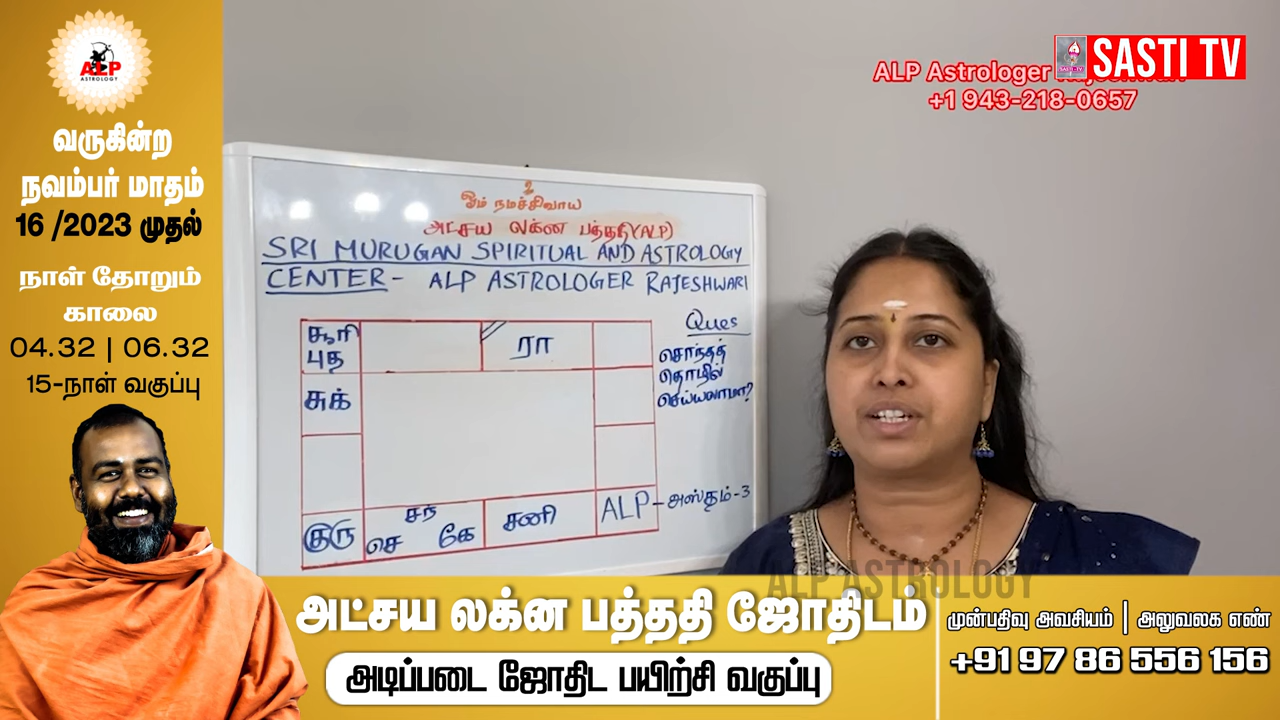 ALP
ASTROLOGY
வருகின்ற
நவம்பர் மாதம்
16 /2023 முதல்
நாள் தோறும்
காலை
04.32 | 06.32
15-நாள் வகுப்பு
ALP Astrologer
+1 943-218-0657
SASTI TV
உ
ஓம் நமச்சிவாய
அட்சய லக்ன பத்ததி(ALP)
SRI MURUGAN SPIRITUAL AND ASTROLOGY
CENTER - ALP ASTROLOGER RAJESHWARI
சூரி
புத
ரா
சுக்
குரு
சந்
செ கே
சனி
ALP-அஸ்தம்-3
Ques
சொந்தத்
தொழில்
செய்யலாமா?
ALP ASTROLOGY
அட்சய லக்ன பத்ததி ஜோதிடம்
அடிப்படை ஜோதிட பயிற்சி வகுப்பு
முன்பதிவு அவசியம் | அலுவலக எண்
+91 97 86 556 156